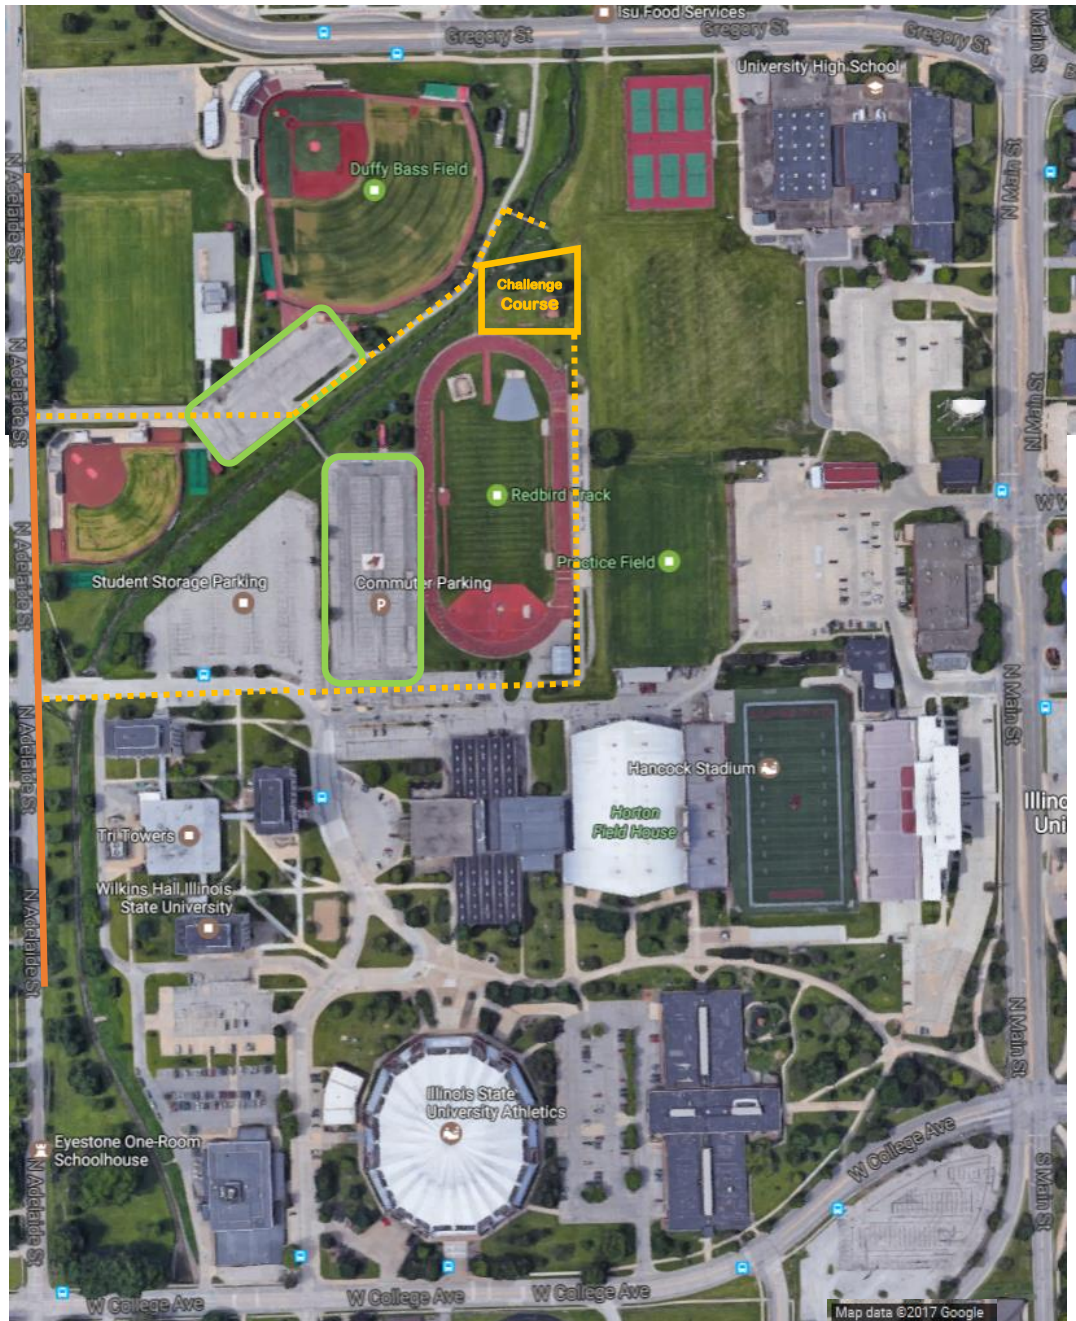 Isu Food Services
Gregory St
Gregory St
Gregory St
Main St
University High School
N Main St
Duffy Bass Field
N Adelaide St
Challenge
Course
N Adelaide St
N Main St
Redbird Track
Practice Field
Student Storage Parking
Commuter Parking
P
N Adelaide St
N Main St
N Adelaide St
Hancock Stadium
Horton
Field House
Tri Towers
Wilkins Hall, Illinois
State University
N Adelaide St
N Main St
Illinois State
University Athletics
Eyestone One-Room
Schoolhouse
N Adelaide St
W College Ave
S Main St
W College Ave
W College Ave
W College Ave
Map data ©2017 Google